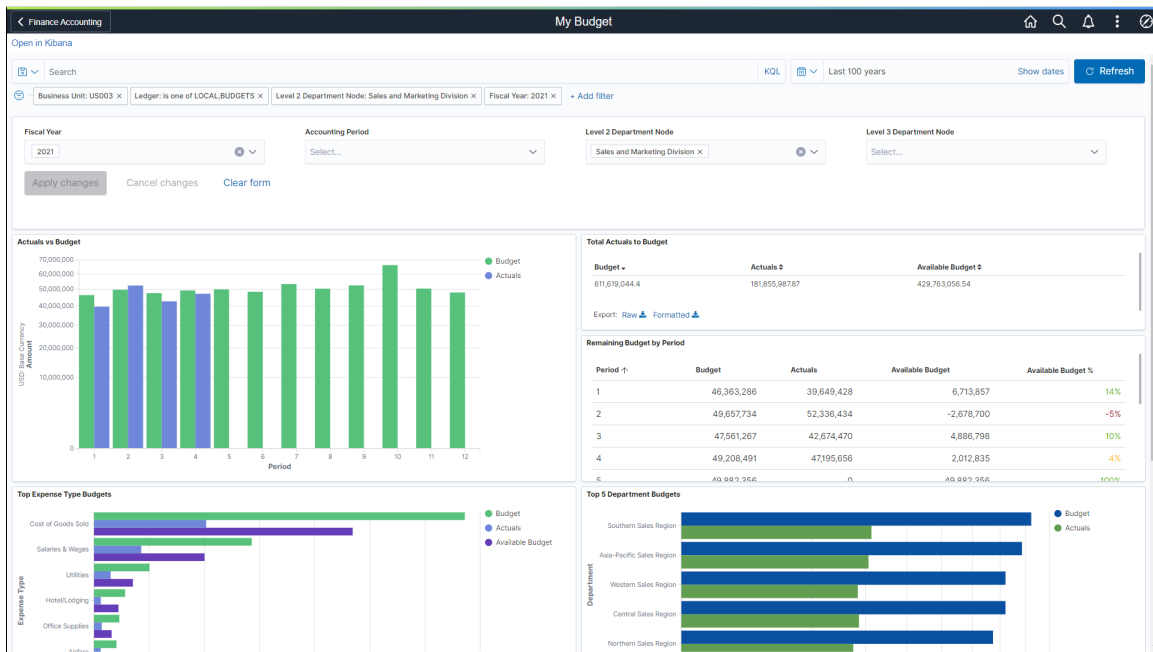 Finance Accounting
My Budget
Open in Kibana
Search
KQL
Last 100 years
Show dates
Refresh
Business Unit: US003 ×
Ledger: is one of LOCAL,BUDGETS ×
Level 2 Department Node: Sales and Marketing Division ×
Fiscal Year: 2021 ×
+ Add filter
Fiscal Year
Accounting Period
Level 2 Department Node
Level 3 Department Node
2021
Select...
Sales and Marketing Division ×
Select...
Apply changes
Cancel changes
Clear form
Actuals vs Budget
70,000,000
60,000,000
50,000,000
40,000,000
30,000,000
20,000,000
10,000,000
0
USD: Base Currency
Amount
1 2 3 4 5 6 7 8 9 10 11 12
Period
Budget
Actuals
Total Actuals to Budget
Budget Actuals Available Budget
611,619,044.4 181,855,987.87 429,763,056.54
Export: Raw Formatted
Remaining Budget by Period
Period Budget Actuals Available Budget Available Budget %
1 46,363,286 39,649,428 6,713,857 14%
2 49,657,734 52,336,434 -2,678,700 -5%
3 47,561,267 42,674,470 4,886,798 10%
4 49,208,491 47,195,656 2,012,835 4%
5 49,882,356 0 49,882,356 100%
Top Expense Type Budgets
Expense Type
Cost of Goods Sold
Salaries & Wages
Utilities
Hotel/Lodging
Office Supplies
Airfare
Budget
Actuals
Available Budget
Top 5 Department Budgets
Department
Southern Sales Region
Asia-Pacific Sales Region
Western Sales Region
Central Sales Region
Northern Sales Region
Budget
Actuals